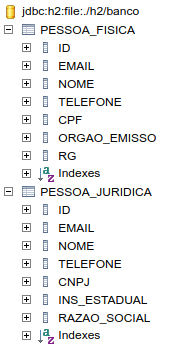 jdbc:h2:file:./h2/banco
PESSOA_FISICA
ID
EMAIL
NOME
TELEFONE
CPF
ORGAO_EMISSO
RG
Indexes
PESSOA_JURIDICA
ID
EMAIL
NOME
TELEFONE
CNPJ
INS_ESTADUAL
RAZAO_SOCIAL
Indexes